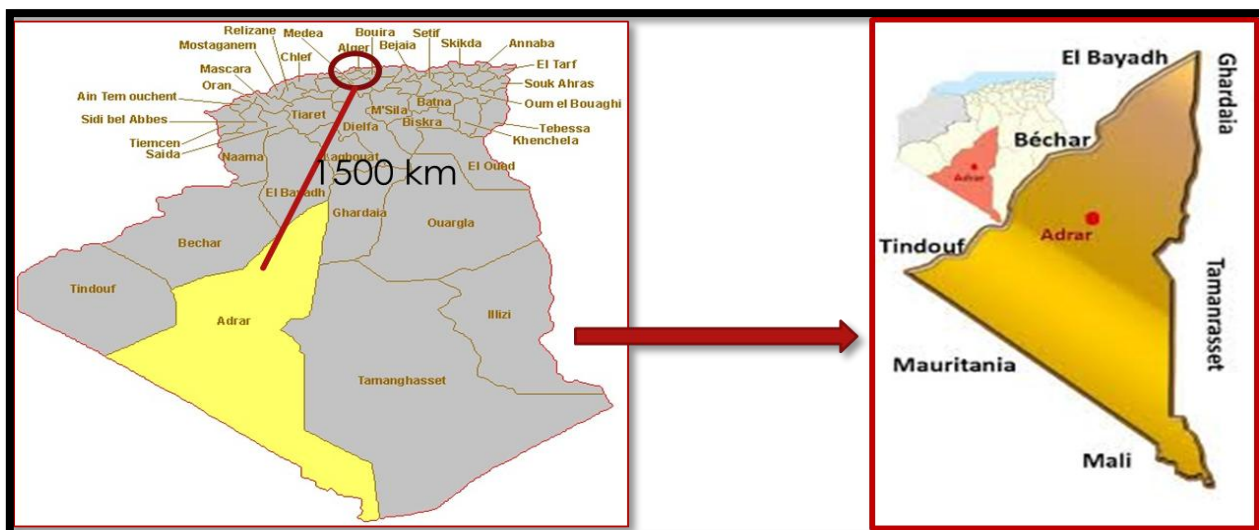 Relizane
Medea
Bouira
Setif
Annaba
Mostaganem
Alger
Bejaia
Skikda
Chlef
El Tarf
Mascara
Souk Ahras
Oran
Ain Tem ouchent
Batna
Oum el Bouaghi
Tiaret
M'Sila
Sidi bel Abbes
Dielfa
Biskra
Tebessa
Tiemcen
Khenchela
Saida
Naama
Laghouat
El Oued
1500 km
El Bayadh
Ghardaia
Ouargla
Bechar
Tindouf
Adrar
Illizi
Tamanghasset
El Bayadh
Ghardaia
Béchar
Adrar
Adrar
Tindouf
Tamanrasset
Mauritania
Mali